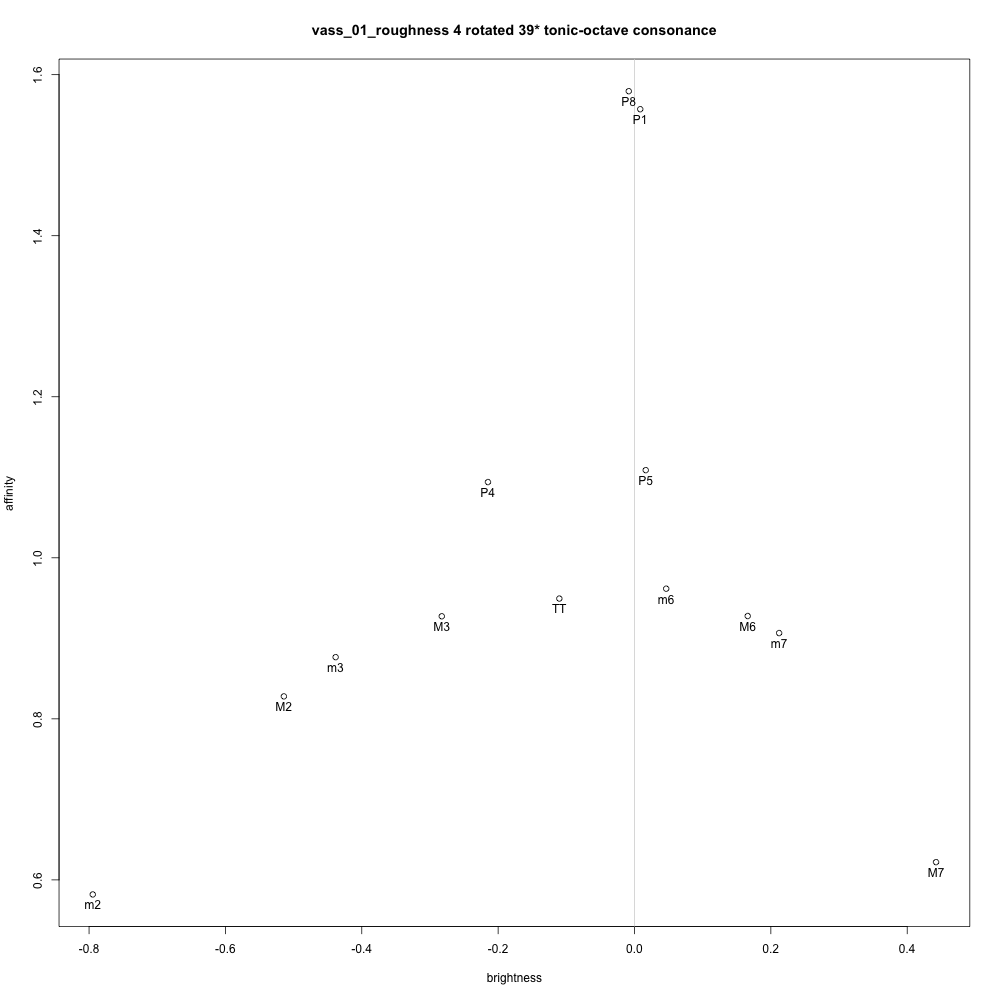 vass_01_roughness 4 rotated 39* tonic-octave consonance
1.6
P8
P1
1.4
1.2
affinity
P5
P4
1.0
m6
TT
M3
M6
m7
m3
M2
0.8
0.6
M7
m2
-0.8 -0.6 -0.4 -0.2 0.0 0.2 0.4
brightness